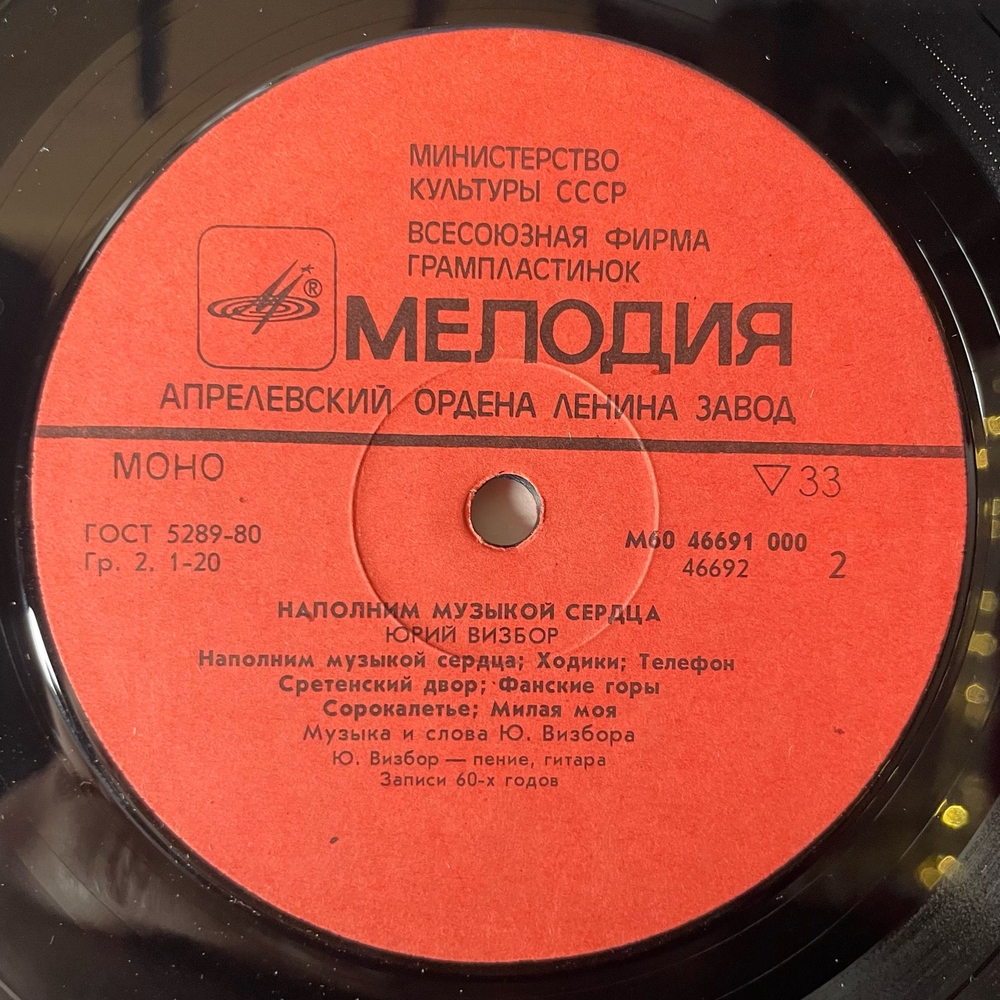 МИНИСТЕРСТВО
КУЛЬТУРЫ СССР
ВСЕСОЮЗНАЯ ФИРМА
ГРАМПЛАСТИНОК
®
МЕЛОДИЯ
АПРЕЛЕВСКИЙ ОРДЕНА ЛЕНИНА ЗАВОД
МОНО ▽33
ГОСТ 5289-80 М60 46691 000
Гр. 2. 1-20 46692 2
НАПОЛНИМ МУЗЫКОЙ СЕРДЦА
ЮРИЙ ВИЗБОР
Наполним музыкой сердца; Ходики; Телефон
Сретенский двор; Фанские горы
Сорокалетье; Милая моя
Музыка и слова Ю. Визбора
Ю. Визбор — пение, гитара
Записи 60-х годов